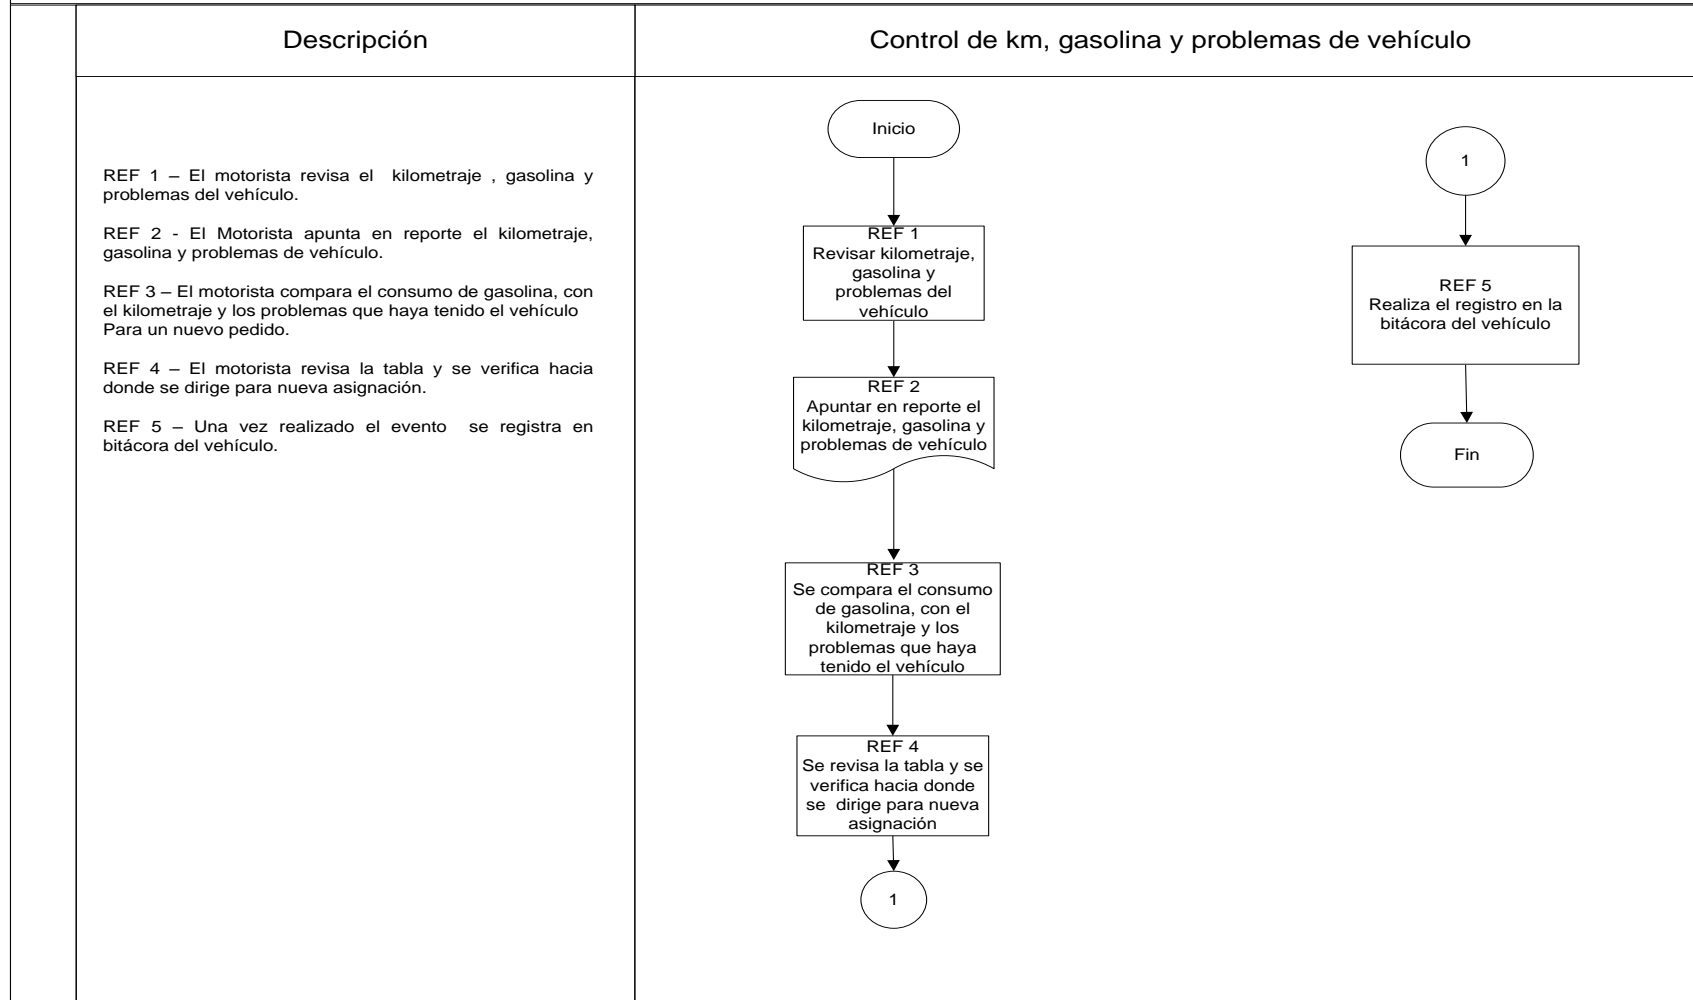 Descripción
Control de km, gasolina y problemas de vehículo
REF 1 – El motorista revisa el kilometraje , gasolina y
problemas del vehículo.
REF 2 - El Motorista apunta en reporte el kilometraje,
gasolina y problemas de vehículo.
REF 3 – El motorista compara el consumo de gasolina, con
el kilometraje y los problemas que haya tenido el vehículo
Para un nuevo pedido.
REF 4 – El motorista revisa la tabla y se verifica hacia
donde se dirige para nueva asignación.
REF 5 – Una vez realizado el evento se registra en
bitácora del vehículo.
Inicio
REF 1
Revisar kilometraje,
gasolina y
problemas del
vehículo
REF 2
Apuntar en reporte el
kilometraje, gasolina y
problemas de vehículo
REF 3
Se compara el consumo
de gasolina, con el
kilometraje y los
problemas que haya
tenido el vehículo
REF 4
Se revisa la tabla y se
verifica hacia donde
se dirige para nueva
asignación
1
1
REF 5
Realiza el registro en la
bitácora del vehículo
Fin